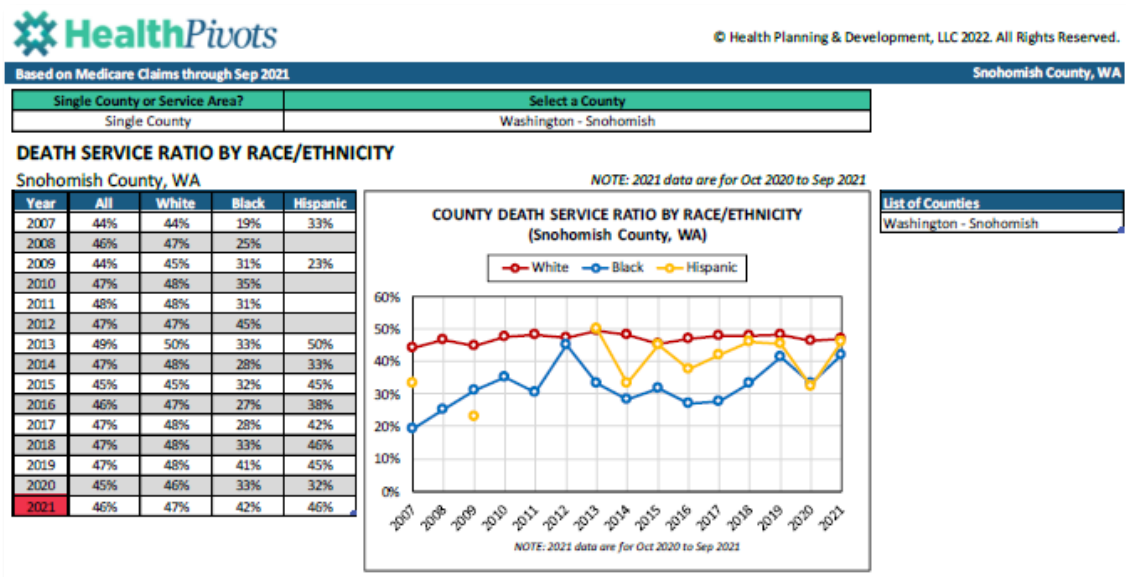 HealthPivots
© Health Planning & Development, LLC 2022. All Rights Reserved.
Based on Medicare Claims through Sep 2021 Snohomish County, WA
Single County or Service Area? Select a County
Single County Washington - Snohomish
DEATH SERVICE RATIO BY RACE/ETHNICITY
Snohomish County, WA
NOTE: 2021 data are for Oct 2020 to Sep 2021
Year All White Black Hispanic
2007 44% 44% 19% 33%
2008 46% 47% 25%
2009 44% 45% 31% 23%
2010 47% 48% 35%
2011 48% 48% 31%
2012 47% 47% 45%
2013 49% 50% 33% 50%
2014 47% 48% 28% 33%
2015 45% 45% 32% 45%
2016 46% 47% 27% 38%
2017 47% 48% 28% 42%
2018 47% 48% 33% 46%
2019 47% 48% 41% 45%
2020 45% 46% 33% 32%
2021 46% 47% 42% 46%
COUNTY DEATH SERVICE RATIO BY RACE/ETHNICITY
(Snohomish County, WA)
White Black Hispanic
60%
50%
40%
30%
20%
10%
0%
2007 2008 2009 2010 2011 2012 2013 2014 2015 2016 2017 2018 2019 2020 2021
NOTE: 2021 data are for Oct 2020 to Sep 2021
List of Counties
Washington - Snohomish